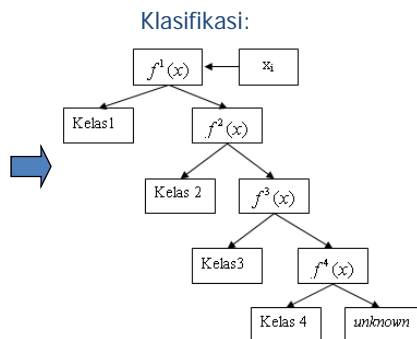 Klasifikasi:
f¹(x)
xᵢ
Kelas1
f²(x)
Kelas 2
f³(x)
Kelas3
f⁴(x)
Kelas 4
unknown